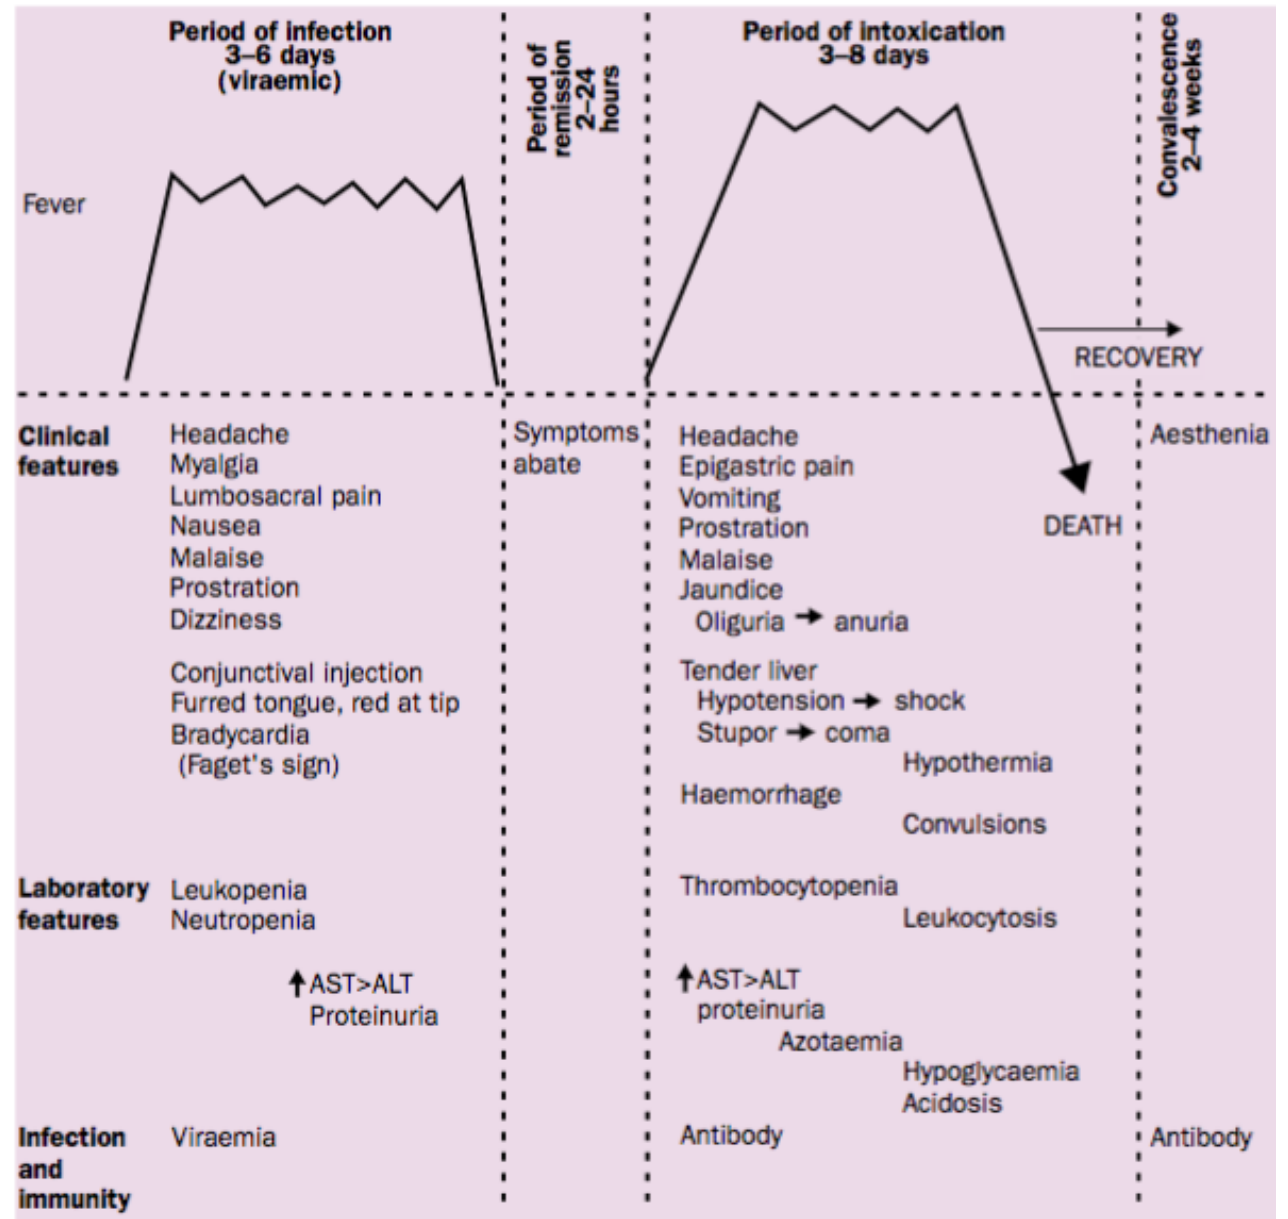 Period of infection
3–6 days
(viraemic)
Period of
remission
2–24
hours
Period of intoxication
3–8 days
Convalescence
2–4 weeks
Fever
RECOVERY
DEATH
Clinical
features
Headache
Myalgia
Lumbosacral pain
Nausea
Malaise
Prostration
Dizziness
Conjunctival injection
Furred tongue, red at tip
Bradycardia
(Faget's sign)
Symptoms
abate
Headache
Epigastric pain
Vomiting
Prostration
Malaise
Jaundice
Oliguria → anuria
Tender liver
Hypotension → shock
Stupor → coma
Hypothermia
Haemorrhage
Convulsions
Aesthenia
Laboratory
features
Leukopenia
Neutropenia
↑ AST>ALT
Proteinuria
Thrombocytopenia
Leukocytosis
↑ AST>ALT
proteinuria
Azotaemia
Hypoglycaemia
Acidosis
Infection
and
immunity
Viraemia
Antibody
Antibody